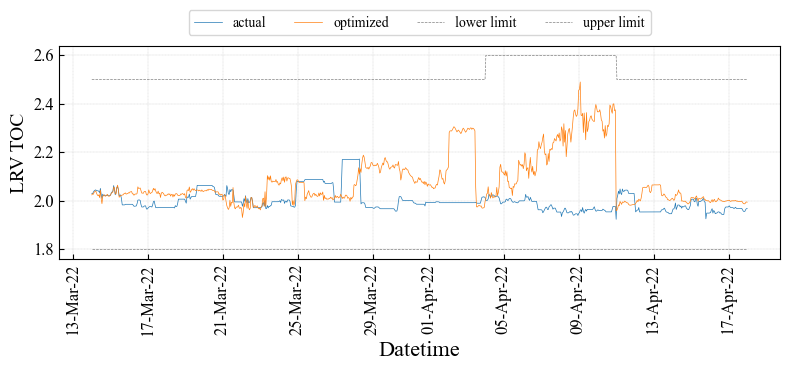 actual optimized lower limit upper limit
LRV TOC
2.6
2.4
2.2
2.0
1.8
13-Mar-22 17-Mar-22 21-Mar-22 25-Mar-22 29-Mar-22 01-Apr-22 05-Apr-22 09-Apr-22 13-Apr-22 17-Apr-22
Datetime